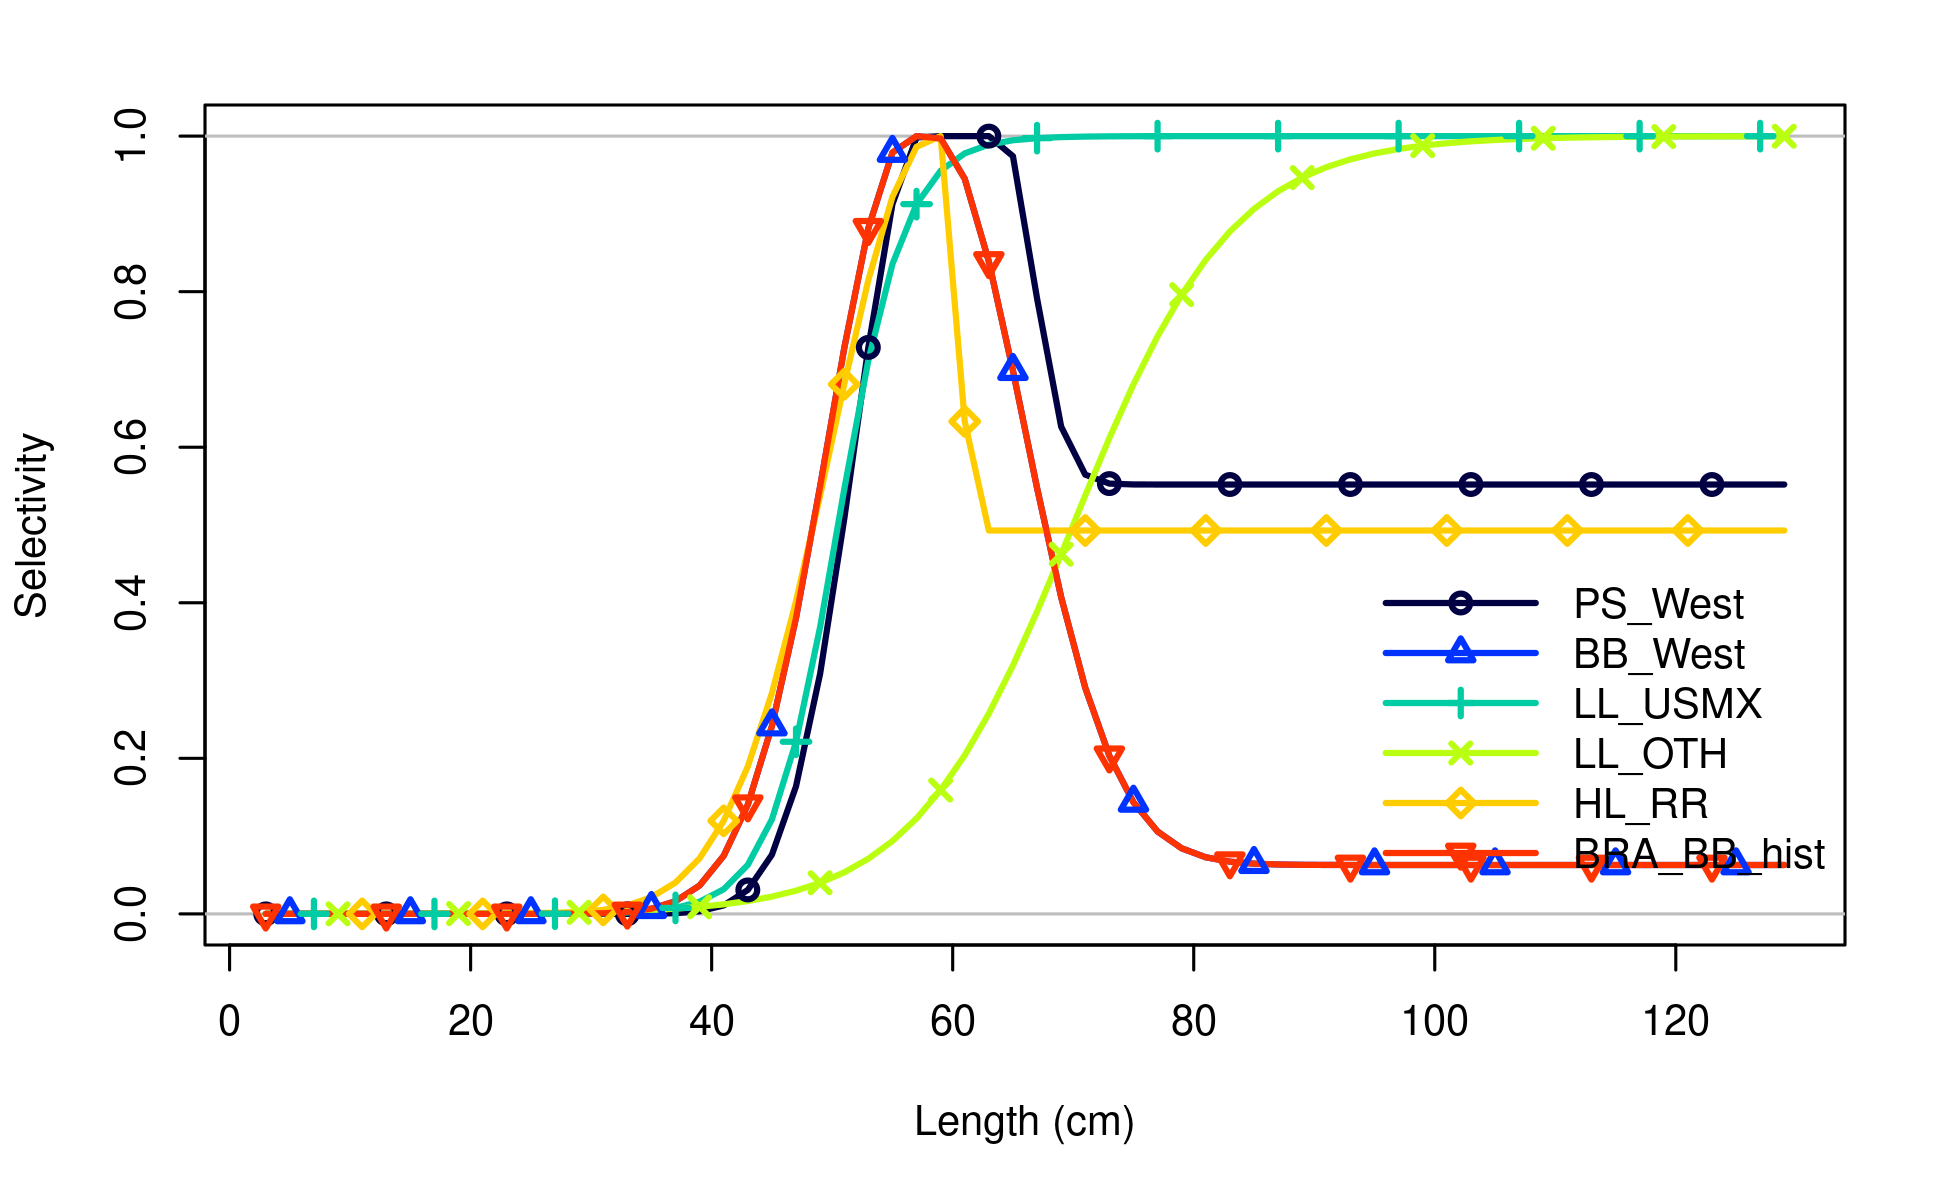 1.0
0.8
0.6
0.4
0.2
0.0
Selectivity
PS_West
BB_West
LL_USMX
LL_OTH
HL_RR
BRA_BB_hist
0 20 40 60 80 100 120
Length (cm)